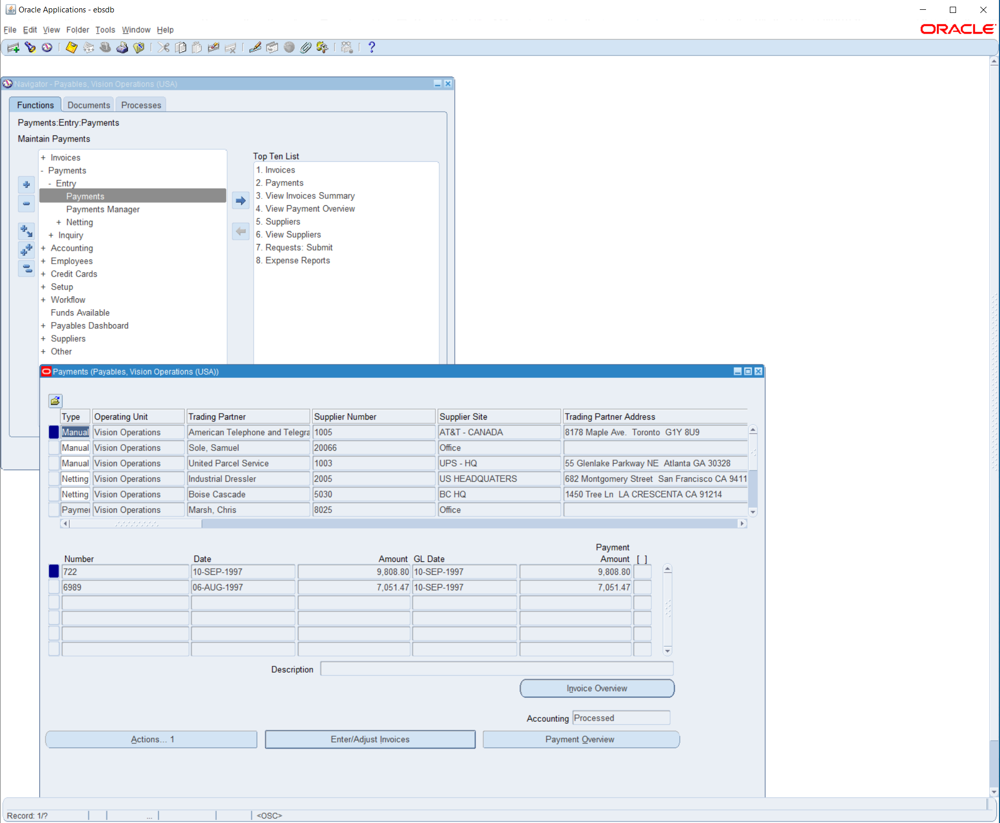 Oracle Applications - ebsdb
File Edit View Folder Tools Window Help
ORACLE
Navigator - Payables, Vision Operations (USA)
Functions Documents Processes
Payments:Entry:Payments
Maintain Payments
+ Invoices
- Payments
- Entry
Payments
Payments Manager
+ Netting
+ Inquiry
+ Accounting
+ Employees
+ Credit Cards
+ Setup
+ Workflow
Funds Available
+ Payables Dashboard
+ Suppliers
+ Other
Top Ten List
1. Invoices
2. Payments
3. View Invoices Summary
4. View Payment Overview
5. Suppliers
6. View Suppliers
7. Requests: Submit
8. Expense Reports
Payments (Payables, Vision Operations (USA))
Type Operating Unit Trading Partner Supplier Number Supplier Site Trading Partner Address
Manual Vision Operations American Telephone and Telegra 1005 AT&T - CANADA 8178 Maple Ave. Toronto G1Y 8U9
Manual Vision Operations Sole, Samuel 20066 Office
Manual Vision Operations United Parcel Service 1003 UPS - HQ 55 Glenlake Parkway NE Atlanta GA 30328
Netting Vision Operations Industrial Dressler 2005 US HEADQUATERS 682 Montgomery Street San Francisco CA 9411
Netting Vision Operations Boise Cascade 5030 BC HQ 1450 Tree Ln LA CRESCENTA CA 91214
Paymer Vision Operations Marsh, Chris 8025 Office
Payment
Number Date Amount GL Date Amount [ ]
722 10-SEP-1997 9,808.80 10-SEP-1997 9,808.80
6989 06-AUG-1997 7,051.47 10-SEP-1997 7,051.47
Description
Invoice Overview
Accounting Processed
Actions... 1 Enter/Adjust Invoices Payment Overview
Record: 1/? ... <OSC>